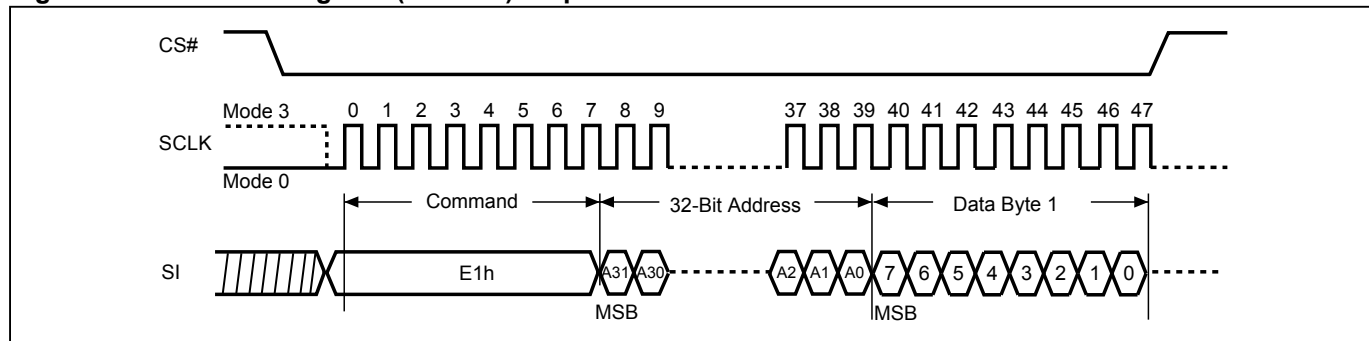 CS#
Mode 3 0 1 2 3 4 5 6 7 8 9 37 38 39 40 41 42 43 44 45 46 47
SCLK
Mode 0
Command 32-Bit Address Data Byte 1
SI E1h A31 A30 A2 A1 A0 7 6 5 4 3 2 1 0
MSB MSB